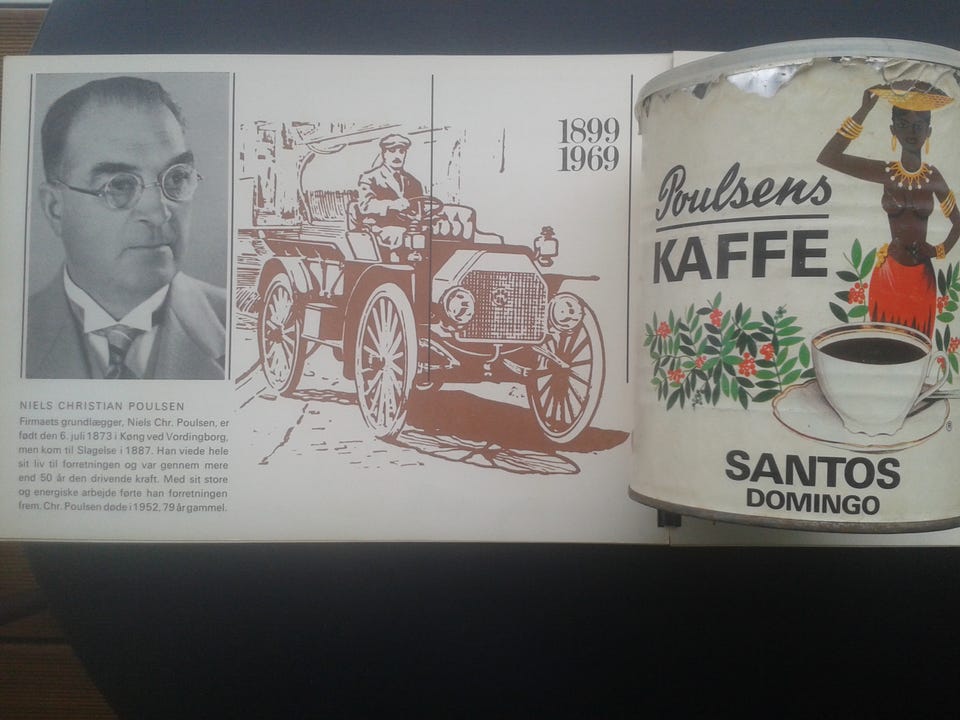 NIELS CHRISTIAN POULSEN
Firmaets grundlægger, Niels Chr. Poulsen, er
født den 6. juli 1873 i Køng ved Vordingborg,
men kom til Slagelse i 1887. Han viede hele
sit liv til forretningen og var gennem mere
end 50 år den drivende kraft. Med sit store
og energiske arbejde førte han forretningen
frem. Chr. Poulsen døde i 1952, 79 år gammel.
1899
1969
Poulsens
KAFFE
®
SANTOS
DOMINGO